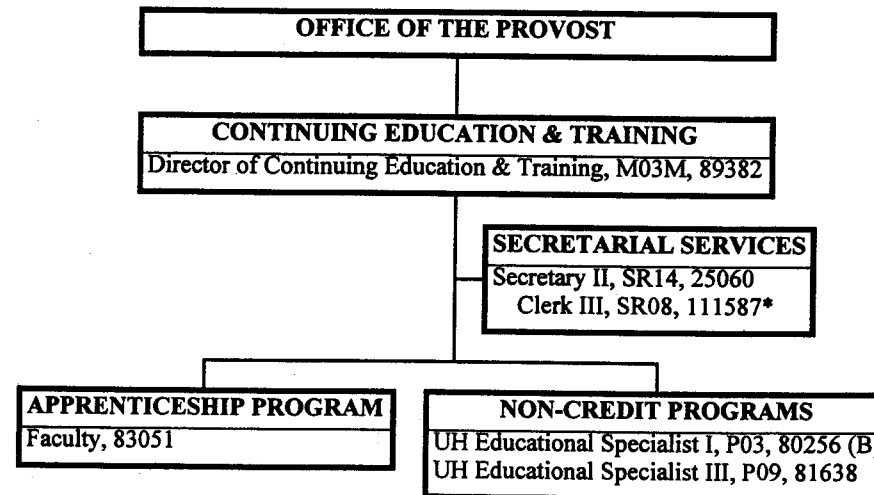 OFFICE OF THE PROVOST
CONTINUING EDUCATION & TRAINING
Director of Continuing Education & Training, M03M, 89382
SECRETARIAL SERVICES
Secretary II, SR14, 25060
Clerk III, SR08, 111587*
APPRENTICESHIP PROGRAM
Faculty, 83051
NON-CREDIT PROGRAMS
UH Educational Specialist I, P03, 80256 (B
UH Educational Specialist III, P09, 81638